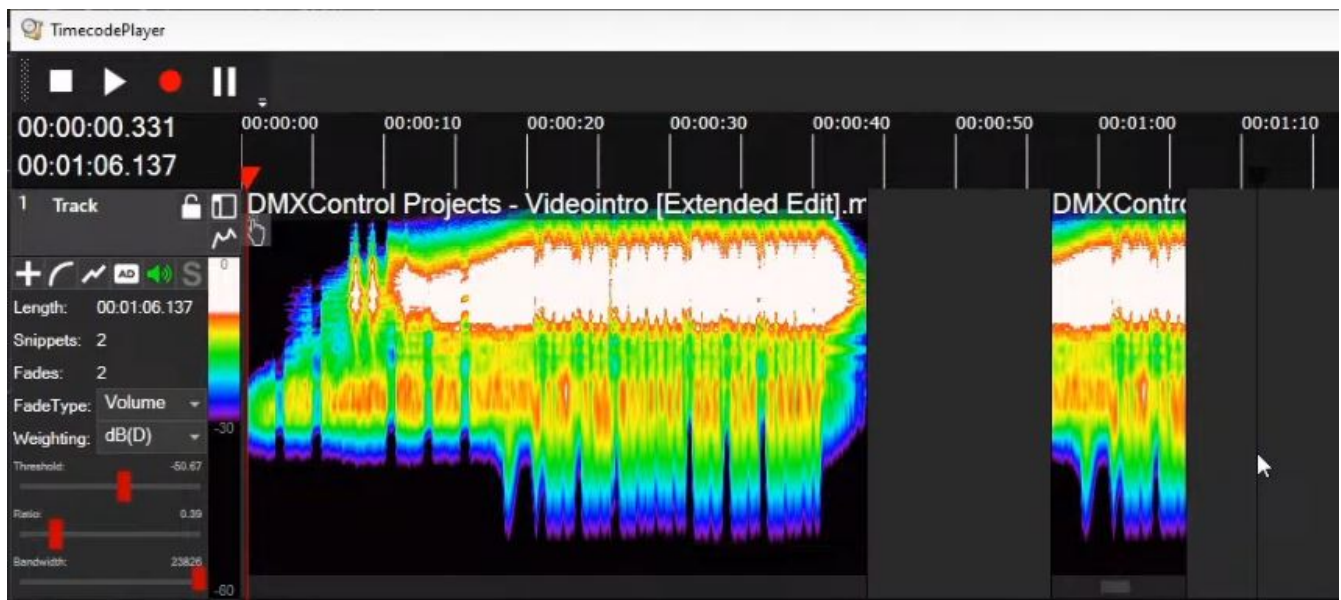 TimecodePlayer
00:00:00.331
00:01:06.137
00:00:00 00:00:10 00:00:20 00:00:30 00:00:40 00:00:50 00:01:00 00:01:10
1 Track
DMXControl Projects - Videointro [Extended Edit].m
DMXContro
AD S
0
Length: 00:01:06.137
Snippets: 2
Fades: 2
FadeType: Volume
-30
Weighting: dB(D)
Threshold: -50.67
Ratio: 0.39
Bandwidth: 23826
-60